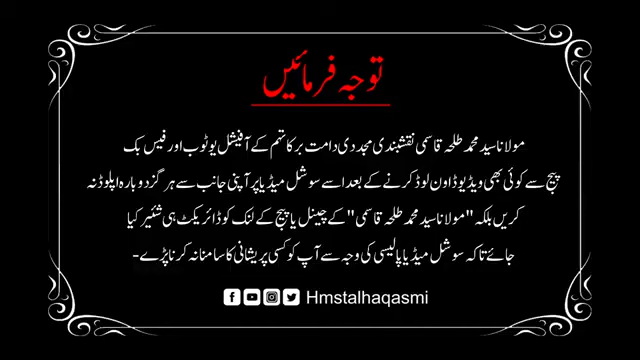 توجہ فرمائیں
مولانا سید محمد طلحہ قاسمی نقشبندی مجددی دامت برکاتہم کے آفیشل یوٹوب اور فیس بک
پیج سے کوئی بھی ویڈیو ڈاون لوڈ کرنے کے بعد اسے سوشل میڈیا پر آپنی جانب سے ہرگز دوبارہ اپلوڈ نہ
کریں بلکہ "مولانا سید محمد طلحہ قاسمی" کے چینل یا پیج کے لنک کو ڈائریکٹ ہی شئیر کیا
جائے تاکہ سوشل میڈیا پالیسی کی وجہ سے آپ کو کسی پریشانی کا سامنا نہ کرنا پڑے-
Hmstalhaqasmi